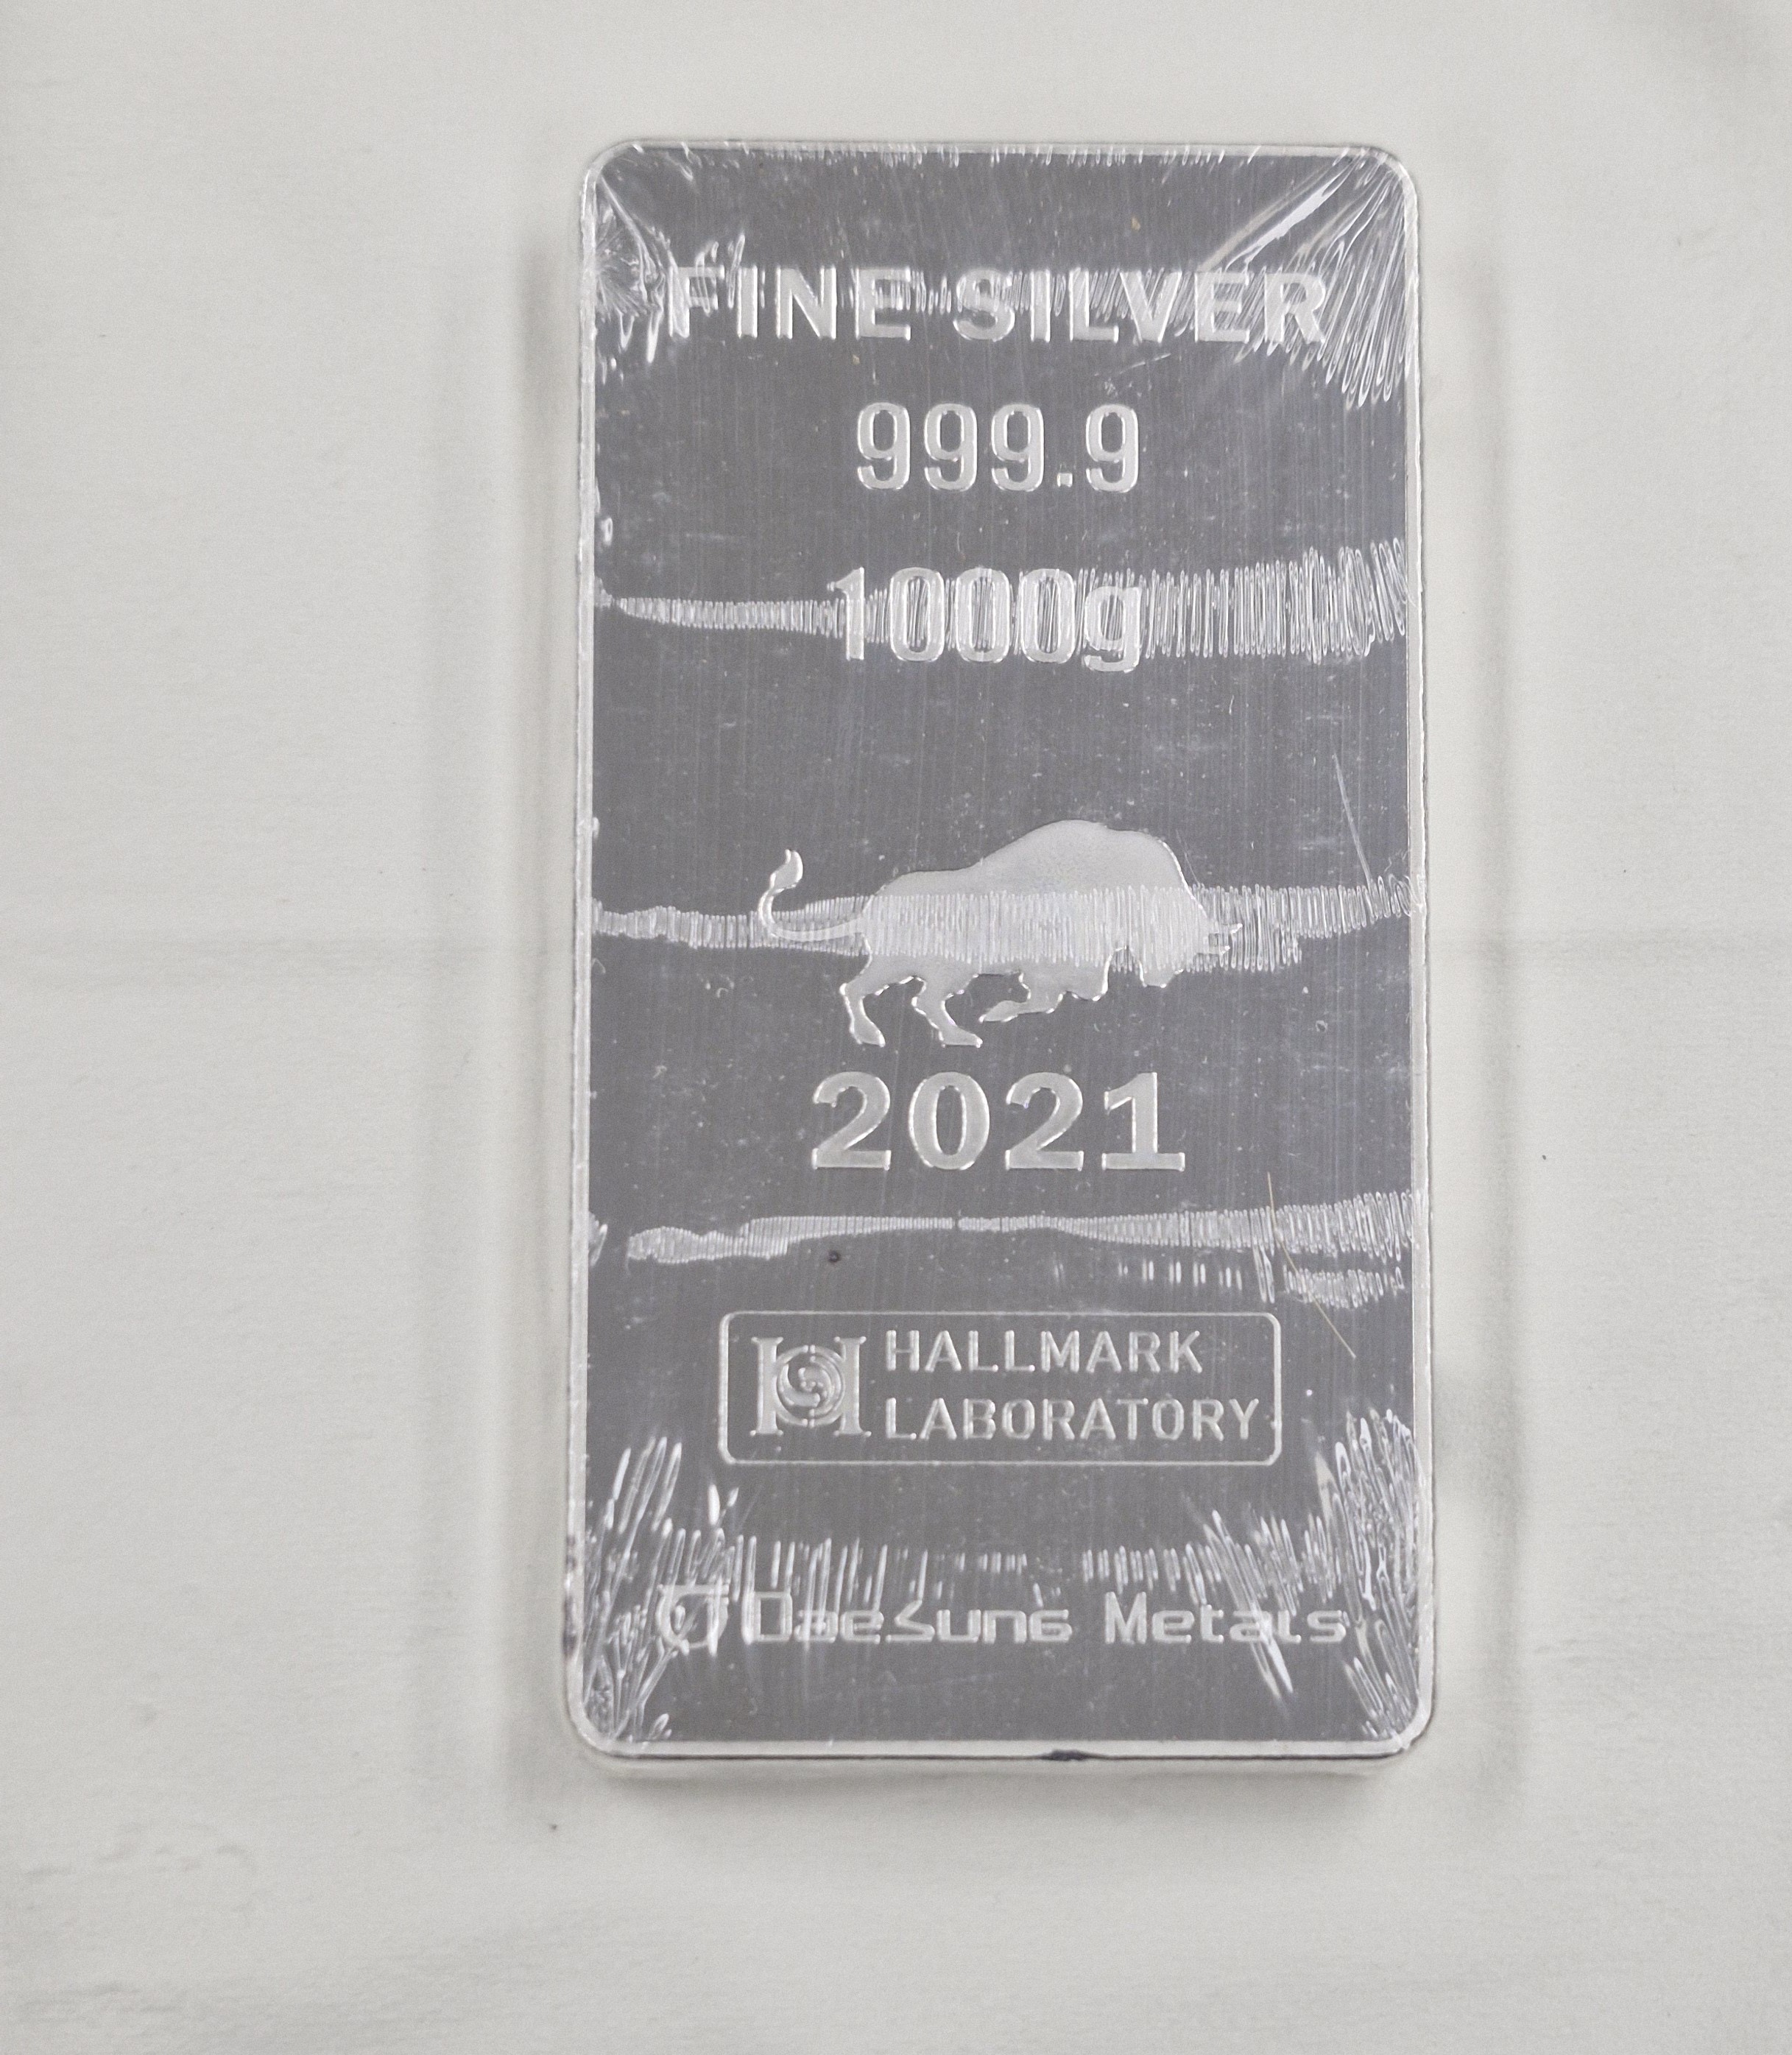 FINE SILVER
999.9
1000g
2021
HALLMARK
LABORATORY
DaeSung Metals